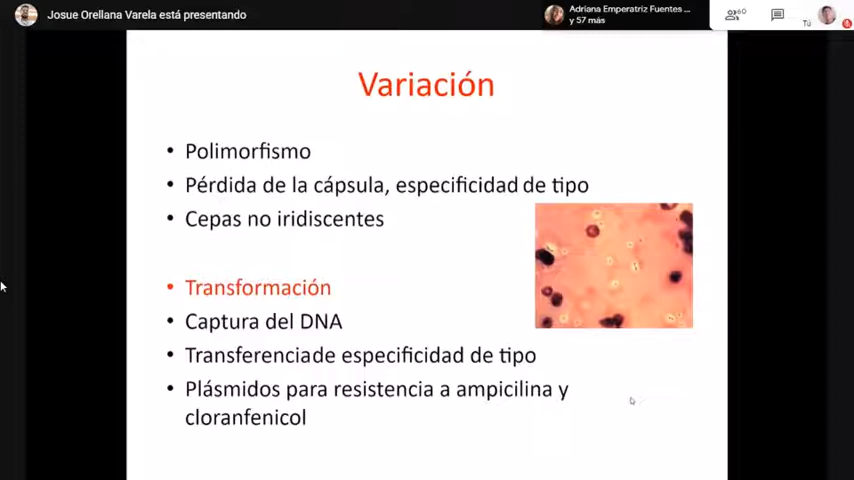 Josue Orellana Varela está presentando
Adriana Emperatriz Fuentes ...
y 57 más
60
Tú
Variación
• Polimorfismo
• Pérdida de la cápsula, especificidad de tipo
• Cepas no iridiscentes
• Transformación
• Captura del DNA
• Transferenciade especificidad de tipo
• Plásmidos para resistencia a ampicilina y
cloranfenicol